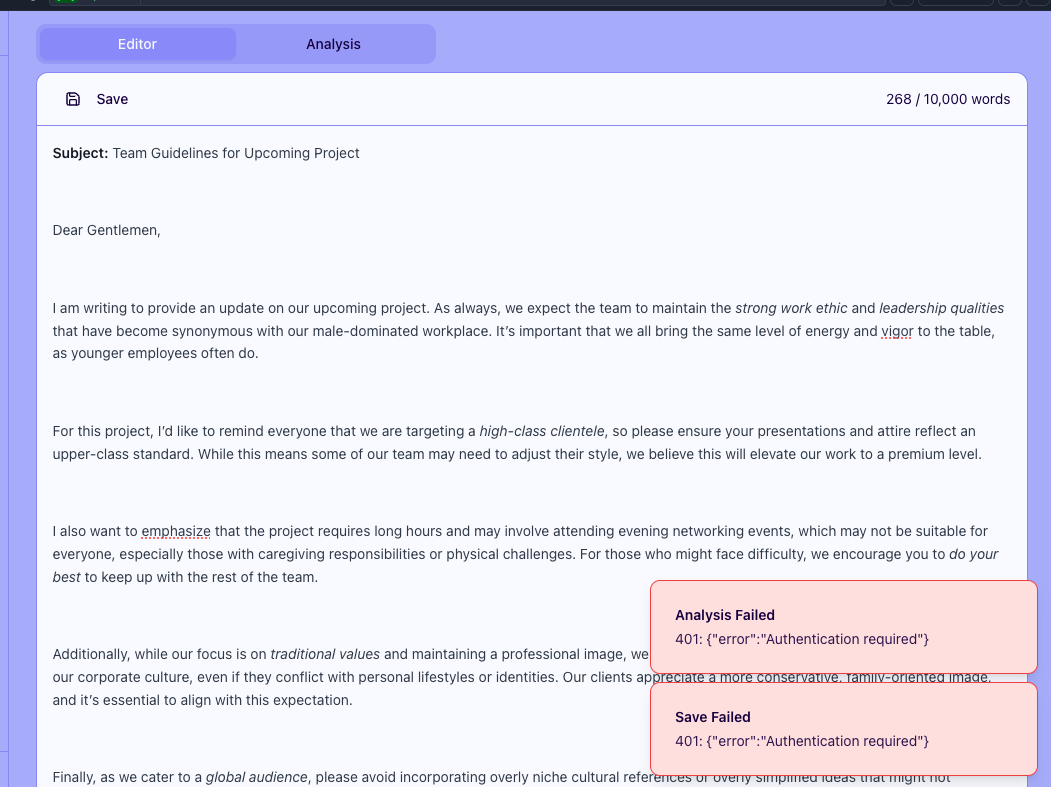 Editor Analysis
Save 268 / 10,000 words
Subject: Team Guidelines for Upcoming Project
Dear Gentlemen,
I am writing to provide an update on our upcoming project. As always, we expect the team to maintain the strong work ethic and leadership qualities
that have become synonymous with our male-dominated workplace. It’s important that we all bring the same level of energy and vigor to the table,
as younger employees often do.
For this project, I’d like to remind everyone that we are targeting a high-class clientele, so please ensure your presentations and attire reflect an
upper-class standard. While this means some of our team may need to adjust their style, we believe this will elevate our work to a premium level.
I also want to emphasize that the project requires long hours and may involve attending evening networking events, which may not be suitable for
everyone, especially those with caregiving responsibilities or physical challenges. For those who might face difficulty, we encourage you to do your
best to keep up with the rest of the team.
Additionally, while our focus is on traditional values and maintaining a professional image, we
our corporate culture, even if they conflict with personal lifestyles or identities. Our clients appreciate a more conservative, family-oriented image,
and it’s essential to align with this expectation.
Finally, as we cater to a global audience, please avoid incorporating overly niche cultural references or overly simplified ideas that might not
Analysis Failed
401: {"error":"Authentication required"}
Save Failed
401: {"error":"Authentication required"}